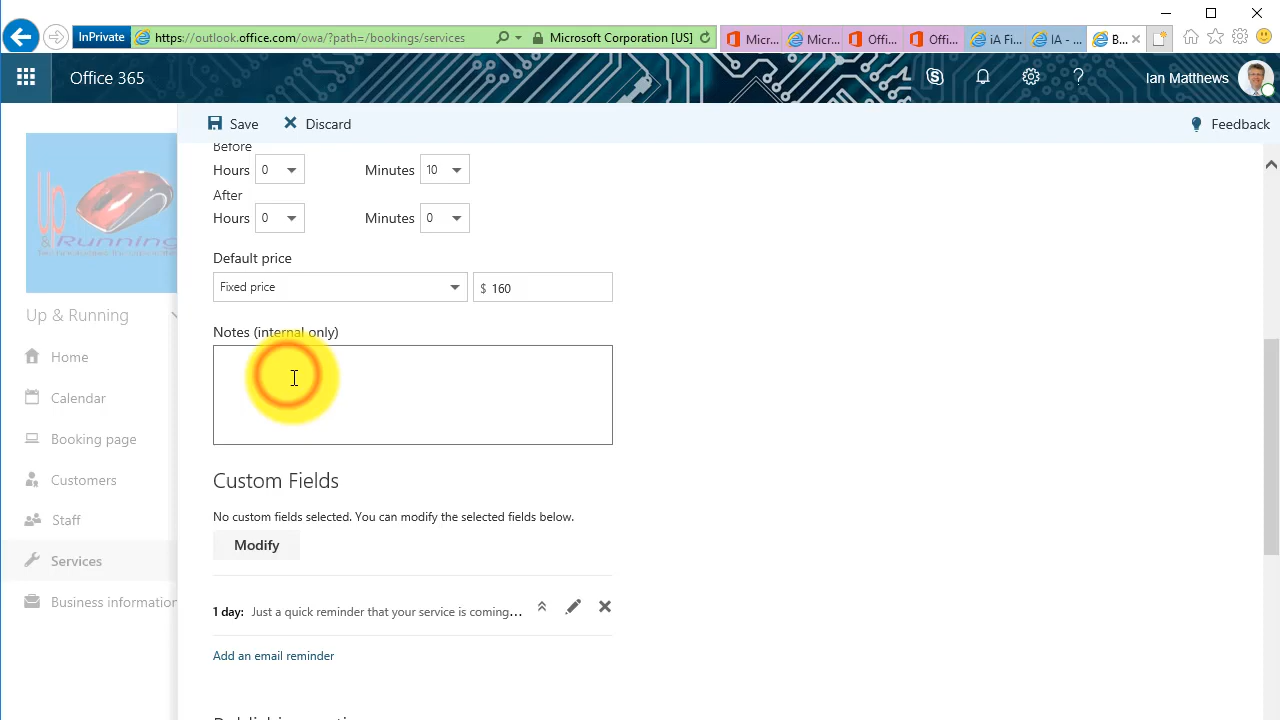 InPrivate
https://outlook.office.com/owa/?path=/bookings/services
Microsoft Corporation [US]
Micr...
Micr...
Offi...
Offi...
iA Fi...
IA - ...
B...
Office 365
Ian Matthews
Save
Discard
Feedback
Up
& Running
Up & Running
Home
Calendar
Booking page
Customers
Staff
Services
Business information
Before
Hours 0 Minutes 10
After
Hours 0 Minutes 0
Default price
Fixed price $ 160
Notes (internal only)
Custom Fields
No custom fields selected. You can modify the selected fields below.
Modify
1 day: Just a quick reminder that your service is coming...
Add an email reminder